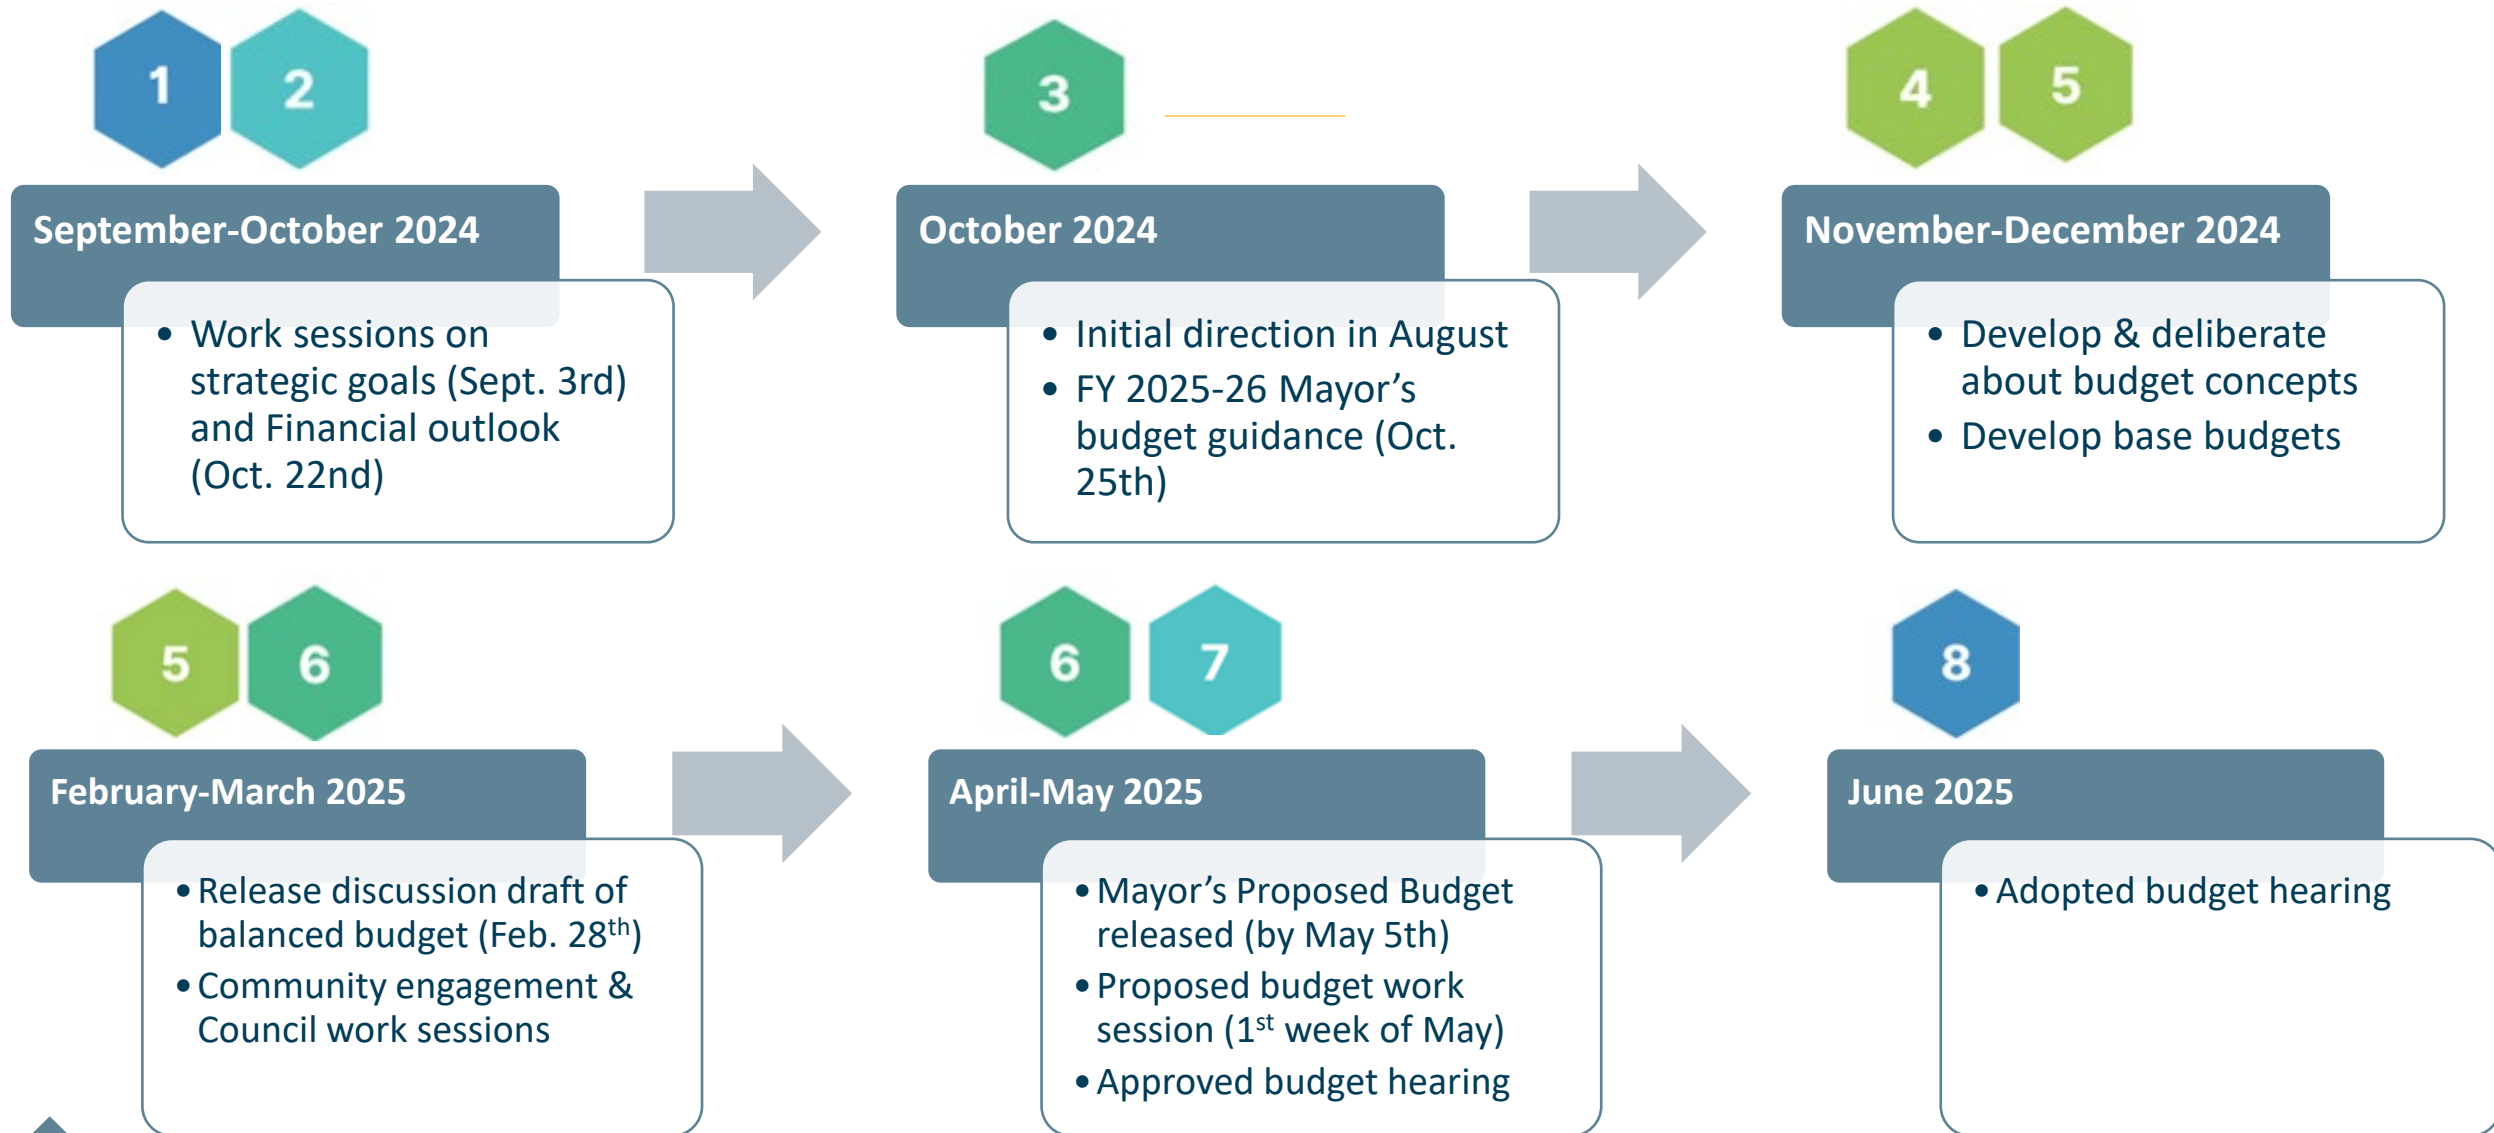 1 2
September-October 2024
• Work sessions on
strategic goals (Sept. 3rd)
and Financial outlook
(Oct. 22nd)
3
October 2024
• Initial direction in August
• FY 2025-26 Mayor’s
budget guidance (Oct.
25th)
4 5
November-December 2024
• Develop & deliberate
about budget concepts
• Develop base budgets
5 6
February-March 2025
• Release discussion draft of
balanced budget (Feb. 28th)
• Community engagement &
Council work sessions
6 7
April-May 2025
• Mayor’s Proposed Budget
released (by May 5th)
• Proposed budget work
session (1st week of May)
• Approved budget hearing
8
June 2025
• Adopted budget hearing